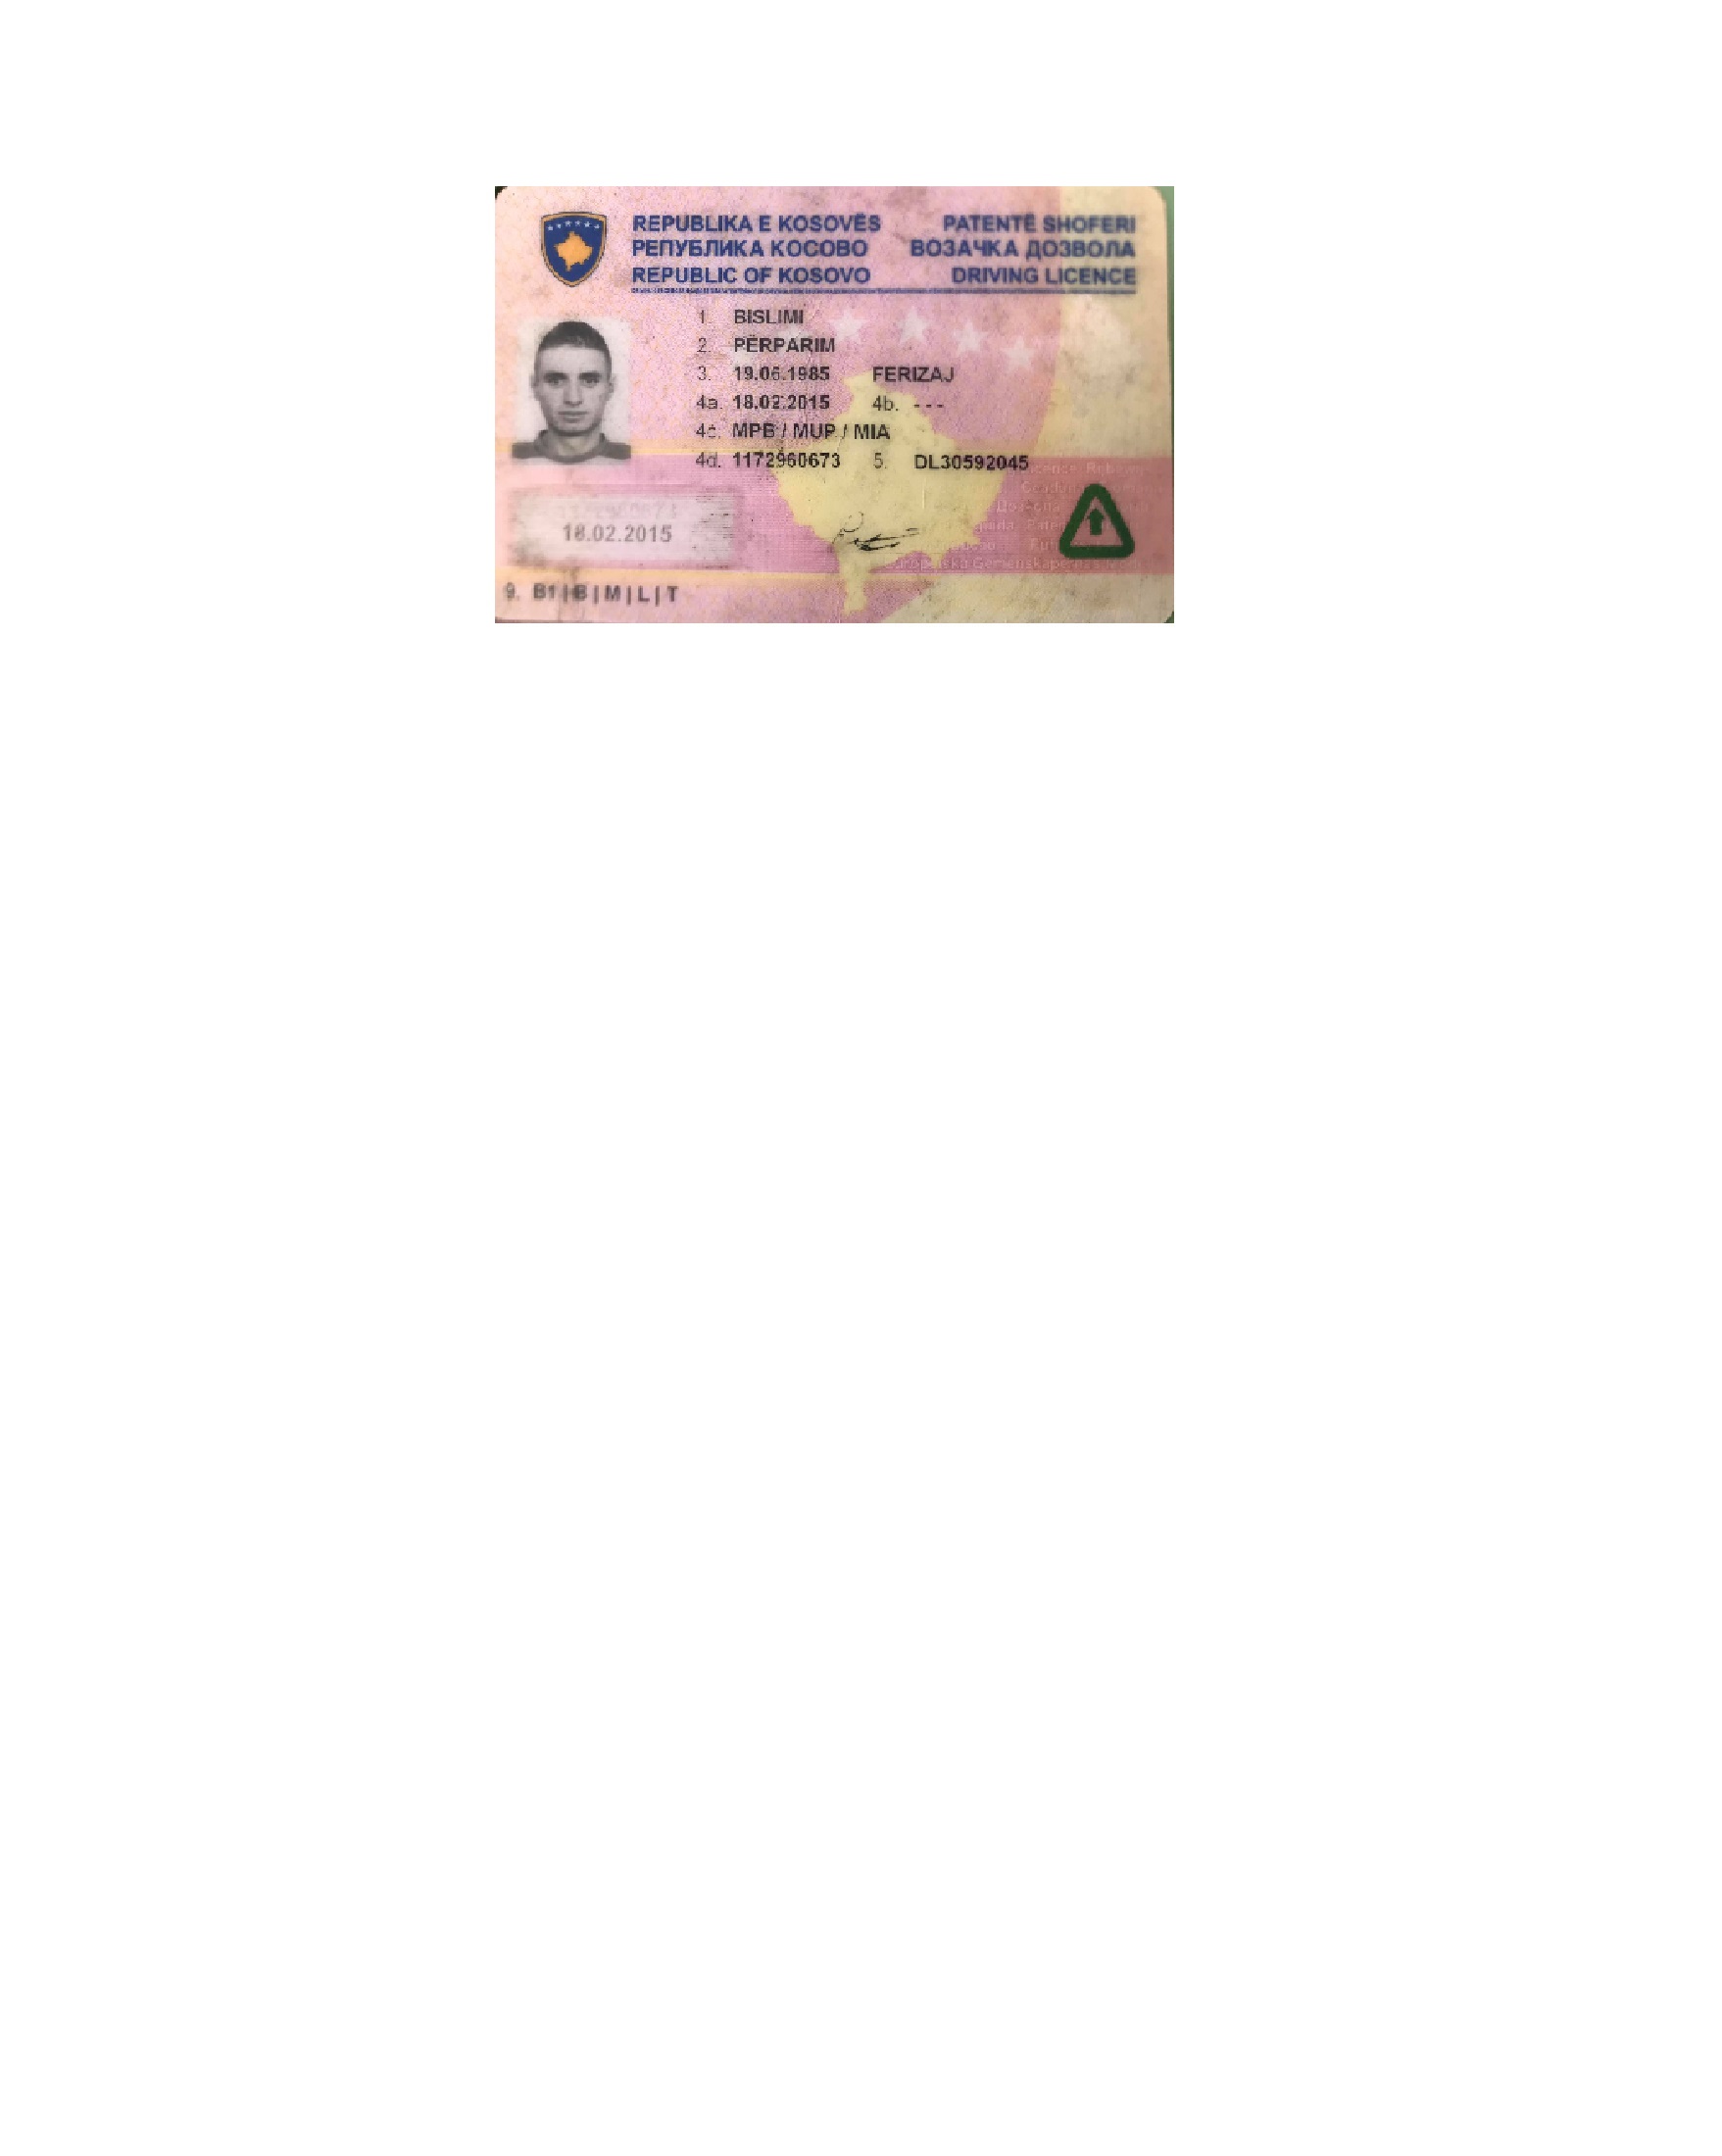 REPUBLIKA E KOSOVËS PATENTË SHOFERI
РЕПУБЛИКА КОСОВО ВОЗАЧКА ДОЗВОЛА
REPUBLIC OF KOSOVO DRIVING LICENCE
1. BISLIMI
2. PËRPARIM
3. 19.06.1985 FERIZAJ
4a. 18.02.2015 4b. ---
4c. MPB / MUP / MIA
4d. 1172960673 5. DL30592045
18.02.2015
9. B1|B|M|L|T